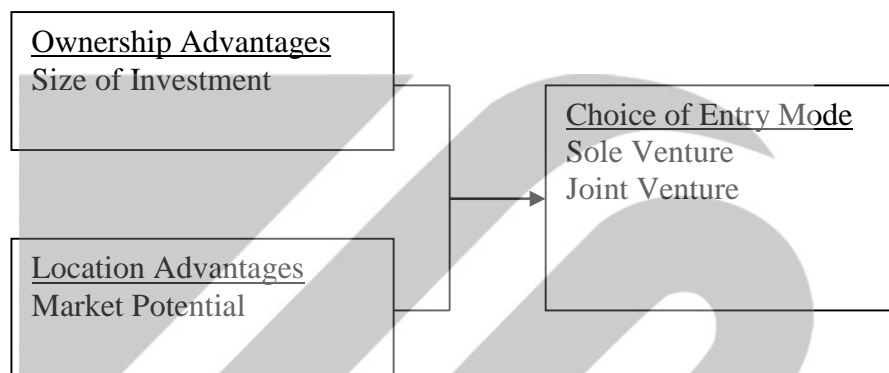 Ownership Advantages
Size of Investment
Choice of Entry Mode
Sole Venture
Joint Venture
Location Advantages
Market Potential